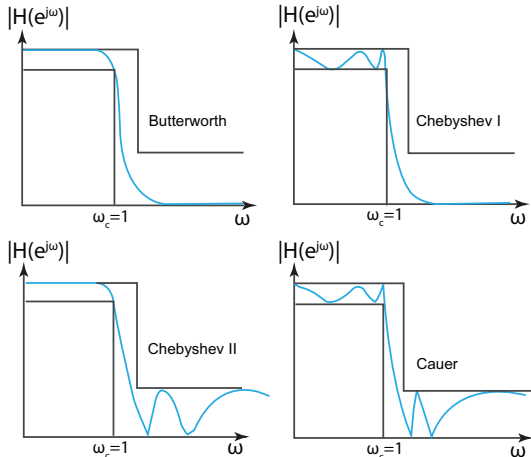 |H(e^jω)|
Butterworth
ω_c=1
ω
|H(e^jω)|
Chebyshev I
ω_c=1
ω
|H(e^jω)|
Chebyshev II
ω_c=1
ω
|H(e^jω)|
Cauer
ω_c=1
ω